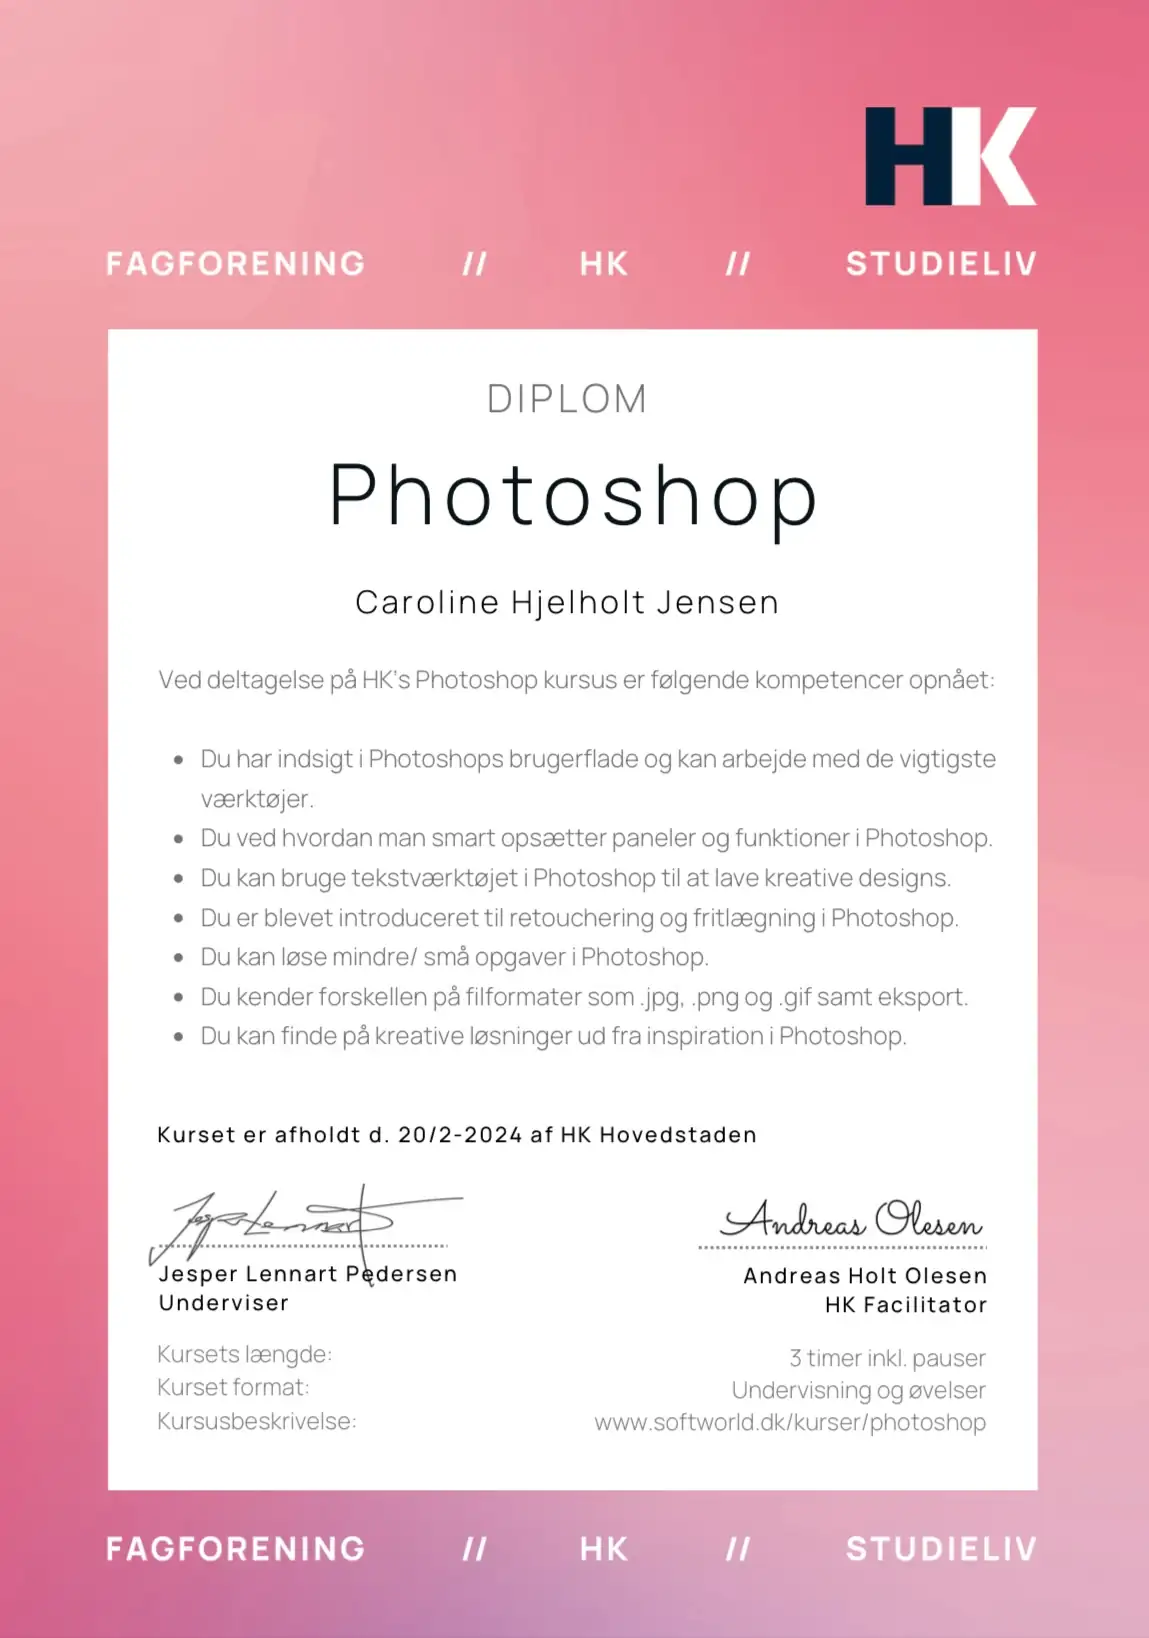 HK
FAGFORENING // HK // STUDIELIV
DIPLOM
Photoshop
Caroline Hjelholt Jensen
Ved deltagelse på HK's Photoshop kursus er følgende kompetencer opnået:
• Du har indsigt i Photoshops brugerflade og kan arbejde med de vigtigste
værktøjer.
• Du ved hvordan man smart opsætter paneler og funktioner i Photoshop.
• Du kan bruge tekstværktøjet i Photoshop til at lave kreative designs.
• Du er blevet introduceret til retouchering og fritlægning i Photoshop.
• Du kan løse mindre/ små opgaver i Photoshop.
• Du kender forskellen på filformater som .jpg, .png og .gif samt eksport.
• Du kan finde på kreative løsninger ud fra inspiration i Photoshop.
Kurset er afholdt d. 20/2-2024 af HK Hovedstaden
Jesper Lennart Andreas Olesen
Jesper Lennart Pedersen Andreas Holt Olesen
Underviser HK Facilitator
Kursets længde: 3 timer inkl. pauser
Kurset format: Undervisning og øvelser
Kursusbeskrivelse: www.softworld.dk/kurser/photoshop
FAGFORENING // HK // STUDIELIV